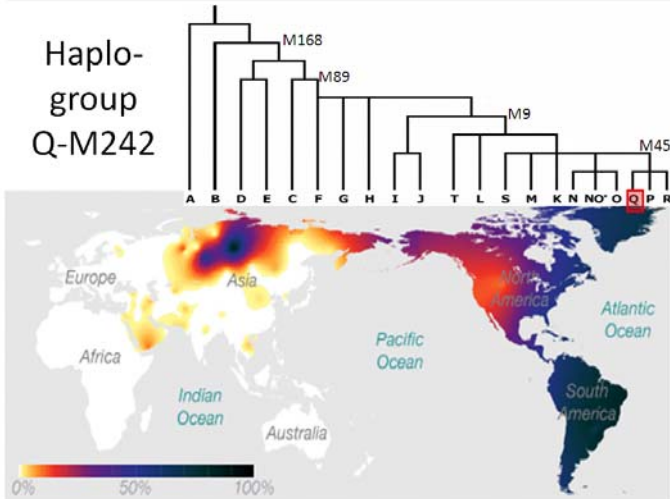 Haplo-
group
Q-M242
M168
M89
M9
M45
A B D E C F G H I J T L S M K N NO* O Q P R
Europe
Asia
North
America
Atlantic
Ocean
Africa
Pacific
Ocean
Indian
Ocean
South
America
Australia
0% 50% 100%